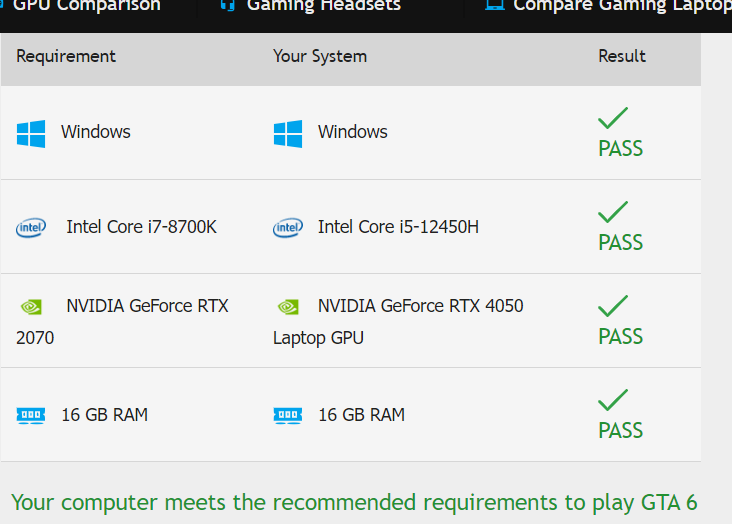 GPU Comparison Gaming Headsets Compare Gaming Laptop
Requirement Your System Result
Windows Windows PASS
intel Intel Core i7-8700K intel Intel Core i5-12450H PASS
NVIDIA GeForce RTX 2070 NVIDIA GeForce RTX 4050 Laptop GPU PASS
16 GB RAM 16 GB RAM PASS
Your computer meets the recommended requirements to play GTA 6